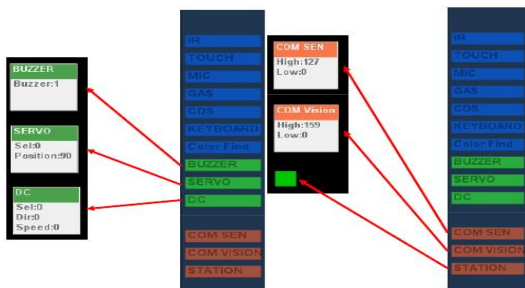 BUZZER
Buzzer:1
SERVO
Sel:0
Position:90
DC
Sel:0
Dir:0
Speed:0
IR
TOUCH
MIC
GAS
CDS
KEYBOARD
Color Find
BUZZER
SERVO
DC
COM SEN
COM VISION
STATION
COM SEN
High:127
Low:0
COM Vision
High:159
Low:0
IR
TOUCH
MIC
GAS
CDS
KEYBOARD
Color Find
BUZZER
SERVO
DC
COM SEN
COM VISION
STATION